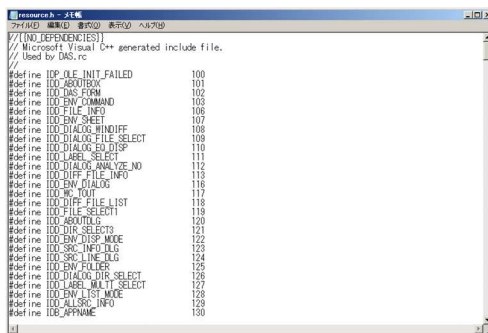 resource.h - メモ帳
ファイル(F) 編集(E) 書式(O) 表示(V) ヘルプ(H)
//{{NO_DEPENDENCIES}}
// Microsoft Visual C++ generated include file.
// Used by DAS.rc
//
#define IDP_OLE_INIT_FAILED 100
#define IDD_ABOUTBOX 101
#define IDD_DAS_FORM 102
#define IDD_ENV_COMMAND 103
#define IDD_FILE_INFO 106
#define IDD_ENV_SHEET 107
#define IDD_DIALOG_WINDIFF 108
#define IDD_DIALOG_FILE_SELECT 109
#define IDD_DIALOG_EQ_DISP 110
#define IDD_LABEL_SELECT 111
#define IDD_DIALOG_ANALYZE_NO 112
#define IDD_DIFF_FILE_INFO 113
#define IDD_ENV_DIALOG 116
#define IDD_WC_TOUT 117
#define IDD_DIFF_FILE_LIST 118
#define IDD_FILE_SELECT1 119
#define IDD_ABOUTDLG 120
#define IDD_DIR_SELECT3 121
#define IDD_ENV_DISP_MODE 122
#define IDD_SRC_INFO_DLG 123
#define IDD_SRC_LINE_DLG 124
#define IDD_ENV_FOLDER 125
#define IDD_DIALOG_DIR_SELECT 126
#define IDD_LABEL_MULTI_SELECT 127
#define IDD_ENV_LIST_MODE 128
#define IDD_ALLSRC_INFO 129
#define IDB_APPNAME 130